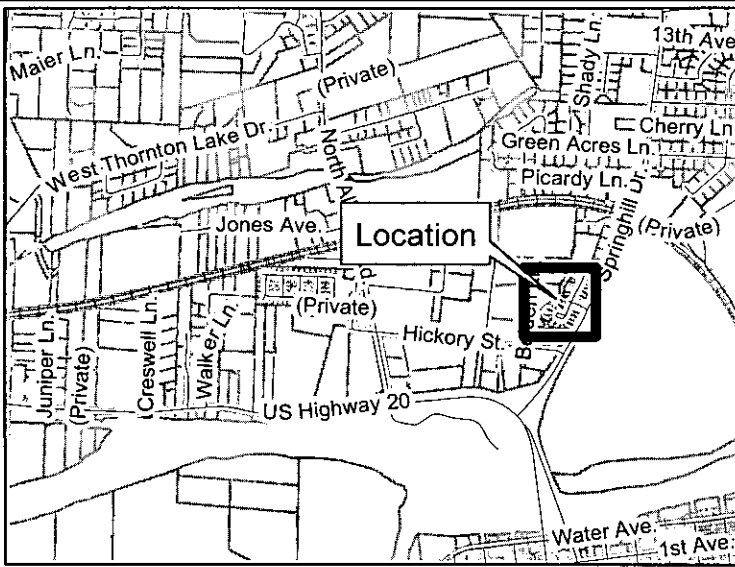 Maier Ln.
(Private)
Shady Ln.
13th Ave
West Thornton Lake Dr.
North Al
Cherry Ln
Green Acres Ln
Picardy Ln.
Springhill Dr
(Private)
Jones Ave.
Location
(Private)
Hickory St.
Juniper Ln.
(Private)
Creswell Ln.
Walker Ln.
US Highway 20
Water Ave.
1st Ave.